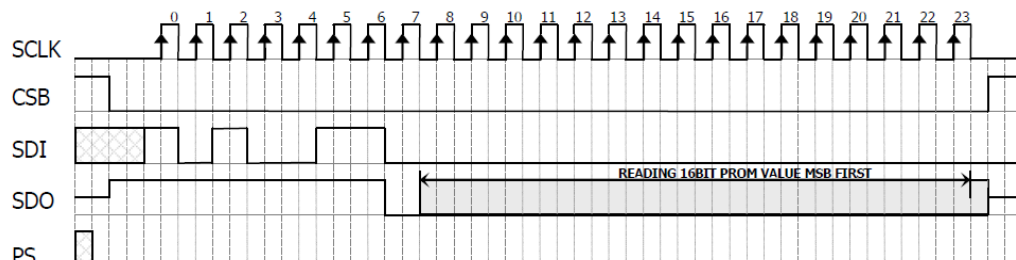 0 1 2 3 4 5 6 7 8 9 10 11 12 13 14 15 16 17 18 19 20 21 22 23
SCLK
CSB
SDI
READING 16BIT PROM VALUE MSB FIRST
SDO
PS